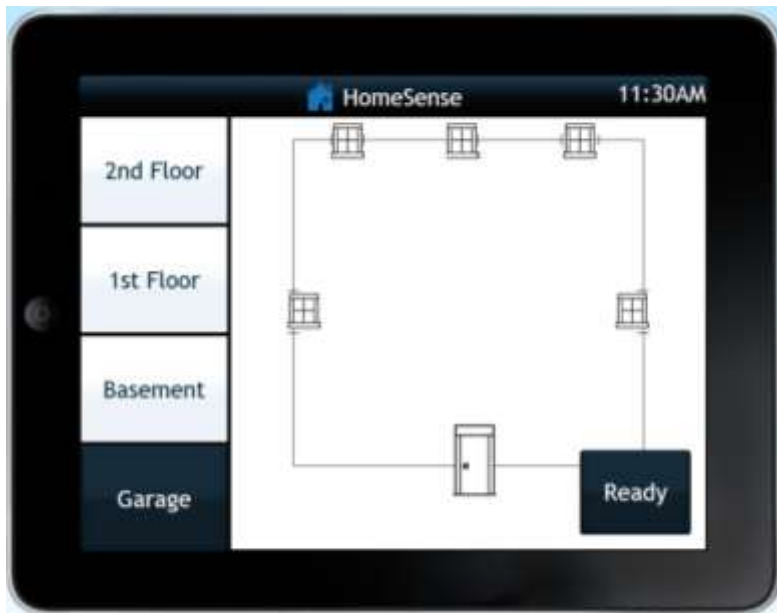 HomeSense
11:30AM
2nd Floor
1st Floor
Basement
Garage
Ready